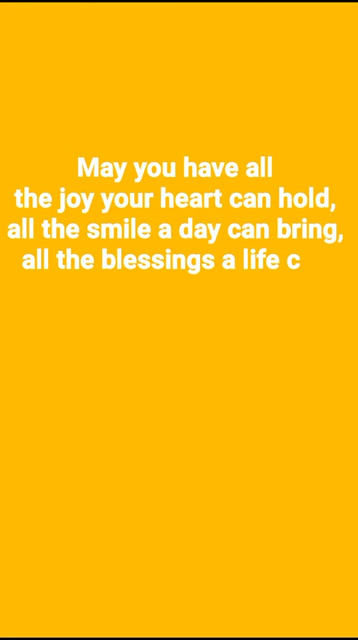 May you have all
the joy your heart can hold,
all the smile a day can bring,
all the blessings a life c